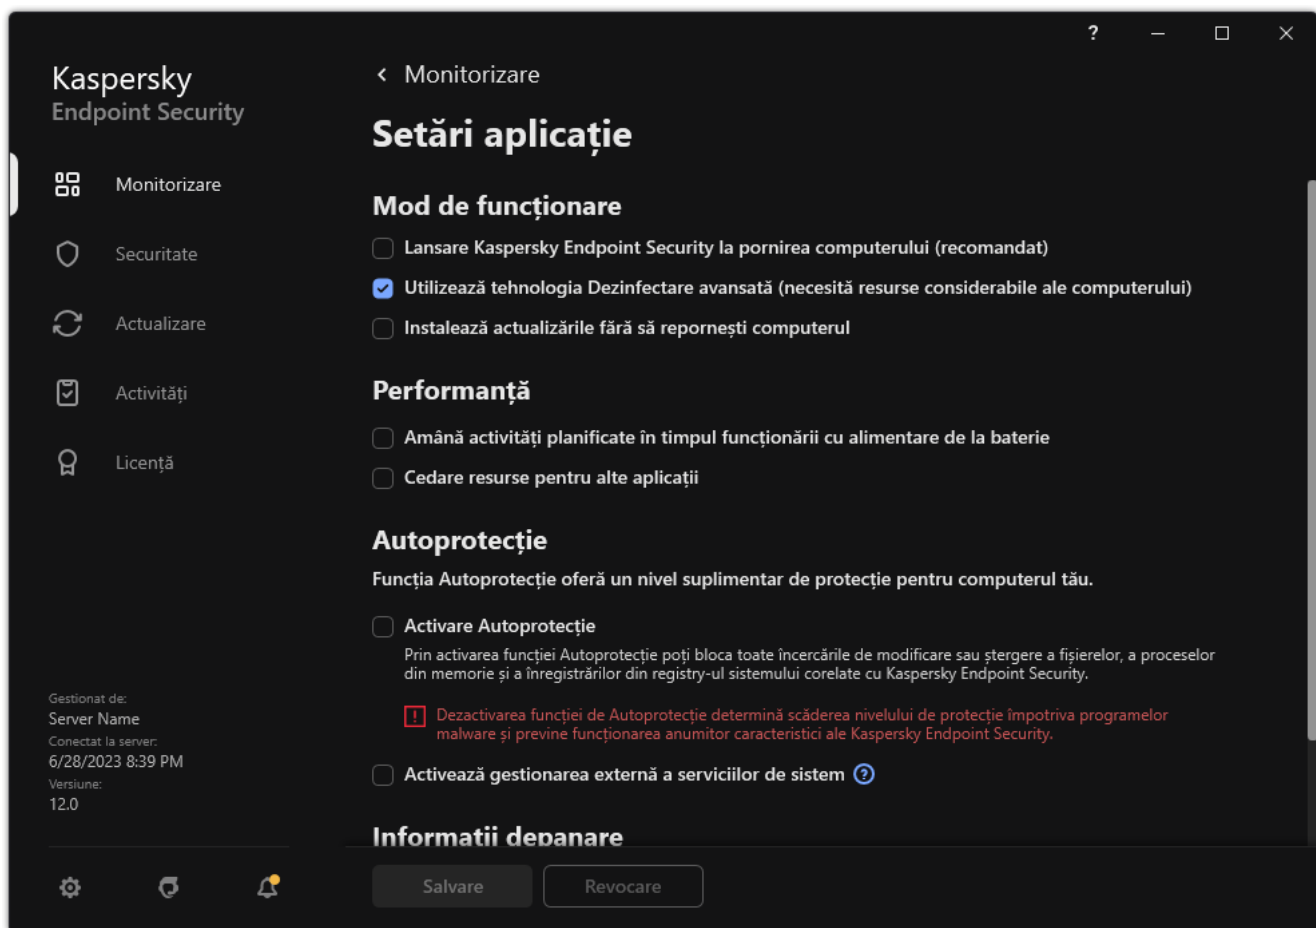 ?
Kaspersky
Endpoint Security
Monitorizare
Securitate
Actualizare
Activități
Licență
Gestionat de:
Server Name
Conectat la server:
6/28/2023 8:39 PM
Versiune:
12.0
Monitorizare
Setări aplicație
Mod de funcționare
Lansare Kaspersky Endpoint Security la pornirea computerului (recomandat)
Utilizează tehnologia Dezinfectare avansată (necesită resurse considerabile ale computerului)
Instalează actualizările fără să repornești computerul
Performanță
Amână activități planificate în timpul funcționării cu alimentare de la baterie
Cedare resurse pentru alte aplicații
Autoprotecție
Funcția Autoprotecție oferă un nivel suplimentar de protecție pentru computerul tău.
Activare Autoprotecție
Prin activarea funcției Autoprotecție poți bloca toate încercările de modificare sau ștergere a fișierelor, a proceselor
din memorie și a înregistrărilor din registry-ul sistemului corelate cu Kaspersky Endpoint Security.
Dezactivarea funcției de Autoprotecție determină scăderea nivelului de protecție împotriva programelor
malware și previne funcționarea anumitor caracteristici ale Kaspersky Endpoint Security.
Activează gestionarea externă a serviciilor de sistem ?
Informații depanare
Salvare
Revocare